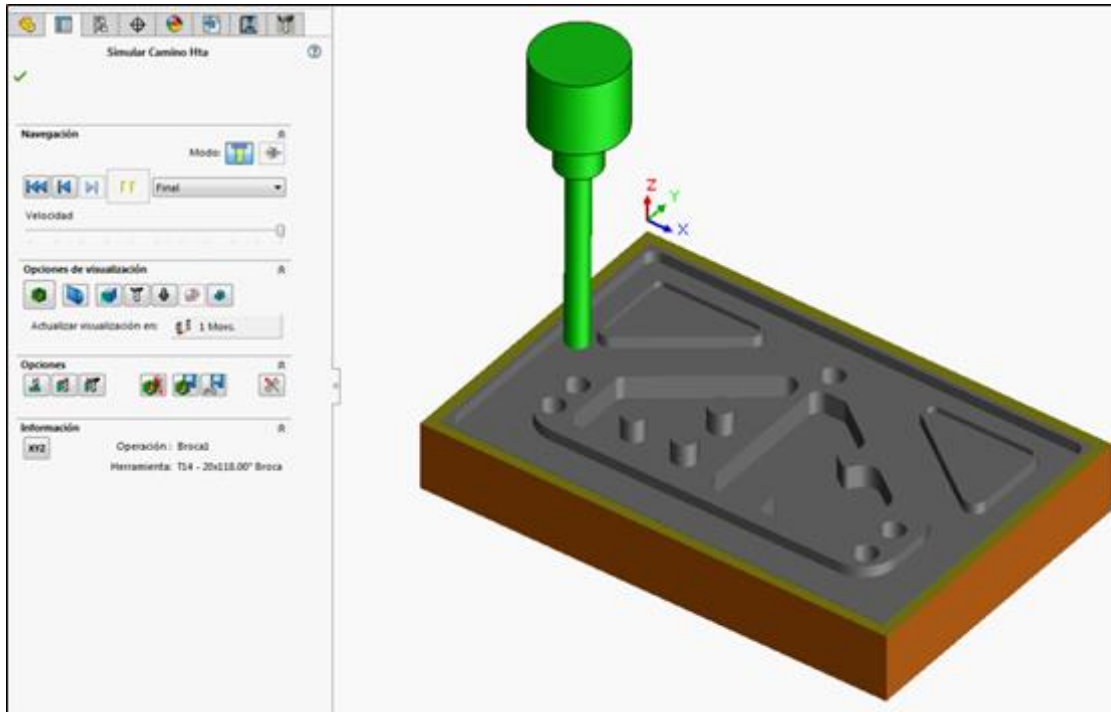 Simular Camino Hta
Navegación
Modo:
Final
Velocidad
Opciones de visualización
Actualizar visualización en: 1 Movs.
Opciones
Información
XYZ
Operación : Broca1
Herramienta: T14 - 20x118.00° Broca
Z
Y
X